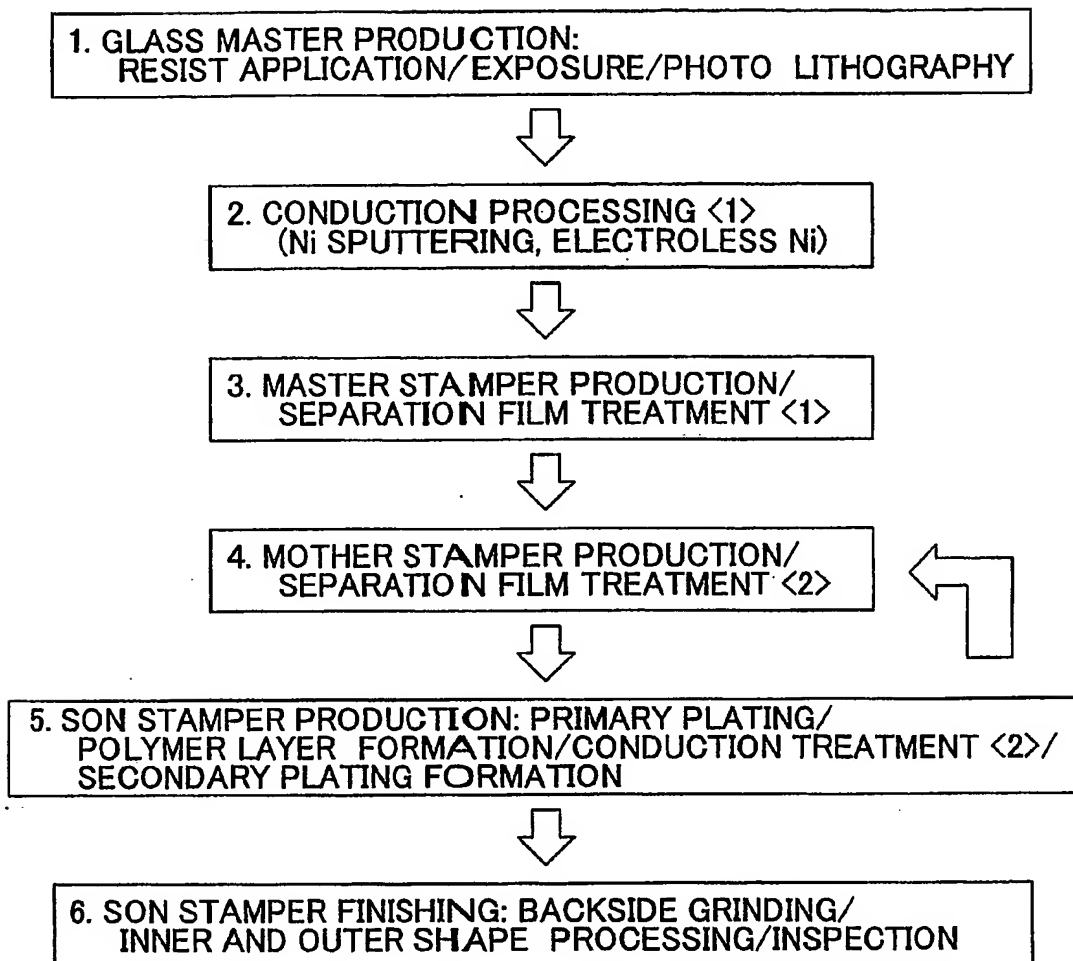 1. GLASS MASTER PRODUCTION:
RESIST APPLICATION/EXPOSURE/PHOTO LITHOGRAPHY
2. CONDUCTION PROCESSING <1>
(Ni SPUTTERING, ELECTROLESS Ni)
3. MASTER STAMPER PRODUCTION/
SEPARATION FILM TREATMENT <1>
4. MOTHER STAMPER PRODUCTION/
SEPARATION FILM TREATMENT <2>
5. SON STAMPER PRODUCTION: PRIMARY PLATING/
POLYMER LAYER FORMATION/CONDUCTION TREATMENT <2>/
SECONDARY PLATING FORMATION
6. SON STAMPER FINISHING: BACKSIDE GRINDING/
INNER AND OUTER SHAPE PROCESSING/INSPECTION